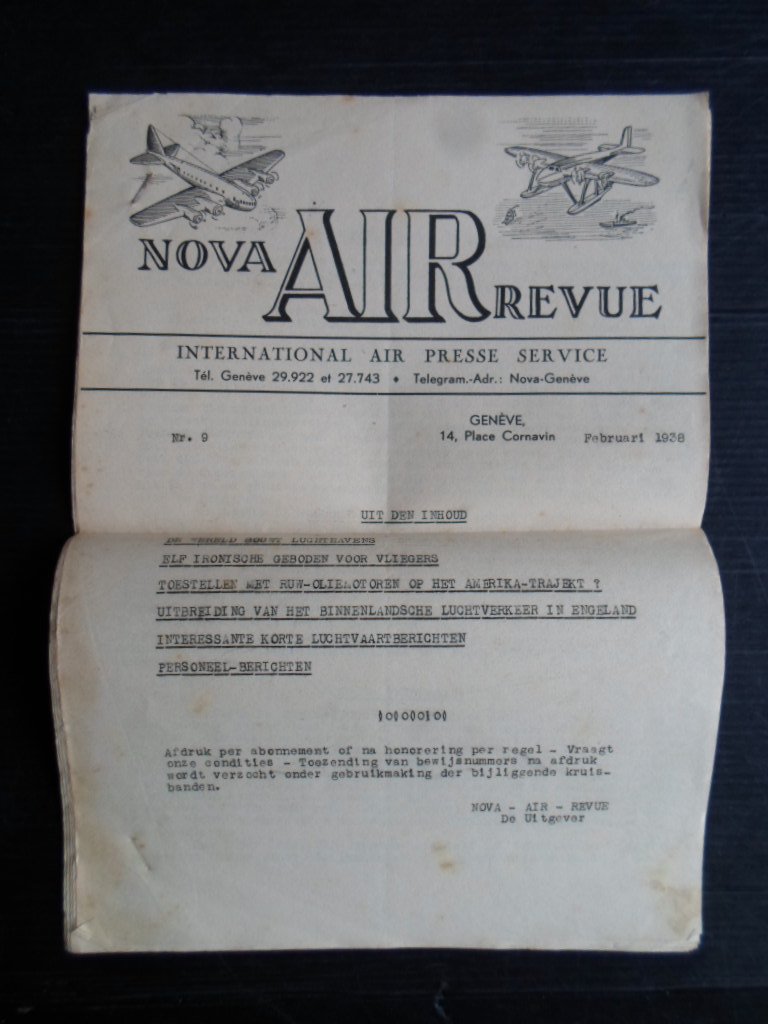 NOVA AIR REVUE
INTERNATIONAL AIR PRESSE SERVICE
Tél. Genève 29.922 et 27.743 ♦ Telegram.-Adr.: Nova-Genève
GENÈVE,
Nr. 9 14, Place Cornavin Februari 1938
UIT DEN INHOUD
DE WERELD BOUWT LUCHTHAVENS
ELF IRONISCHE GEBODEN VOOR VLIEGERS
TOESTELLEN MET RUW-OLIEMOTOREN OP HET AMERIKA-TRAJEKT ?
UITBREIDING VAN HET BINNENLANDSCHE LUCHTVERKEER IN ENGELAND
INTERESSANTE KORTE LUCHTVAARTBERICHTEN
PERSONEEL-BERICHTEN
Afdruk per abonnement of na honorering per regel - Vraagt
onze condities - Toezending van bewijsnummers na afdruk
wordt verzocht onder gebruikmaking der bijliggende kruis-
banden.
NOVA - AIR - REVUE
De Uitgever